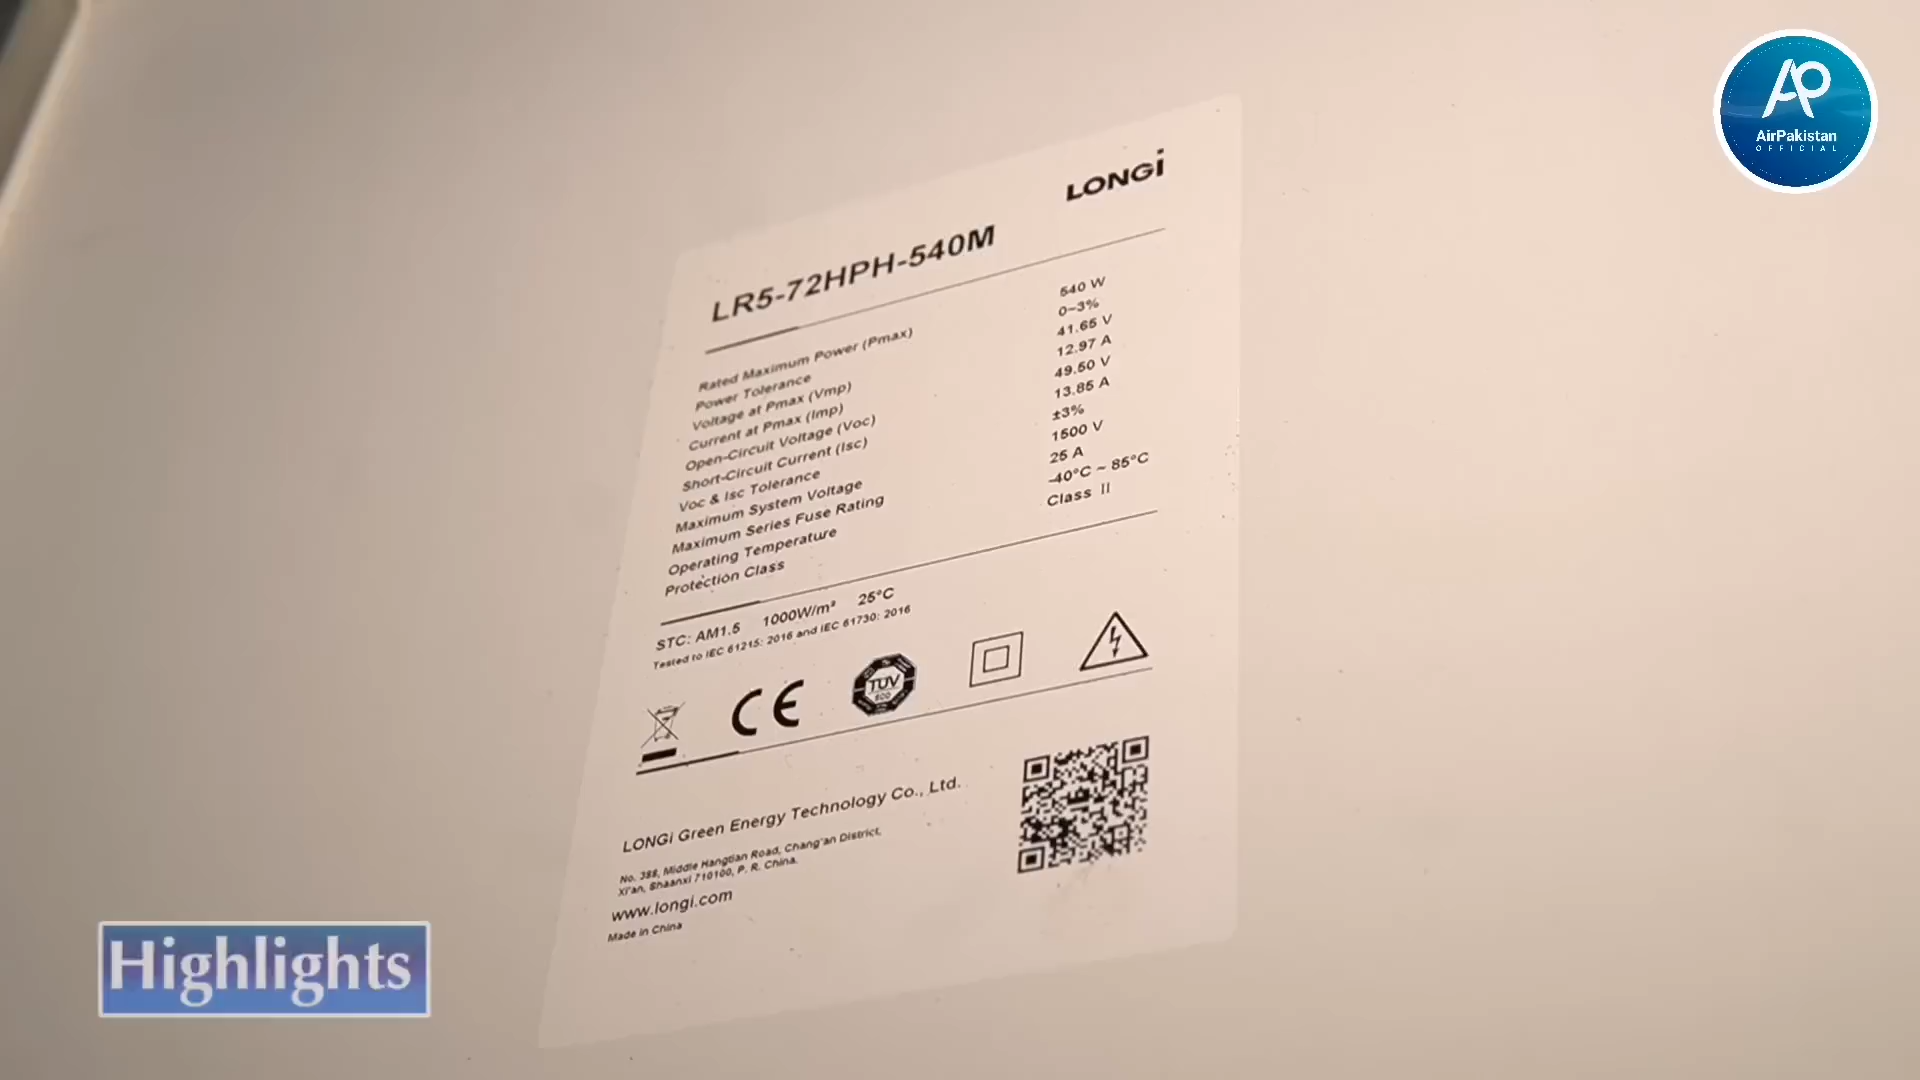 AP
AirPakistan
OFFICIAL
LONGi
LR5-72HPH-540M
Rated Maximum Power (Pmax) 540 W
Power Tolerance 0~3%
Voltage at Pmax (Vmp) 41.65 V
Current at Pmax (Imp) 12.97 A
Open-Circuit Voltage (Voc) 49.50 V
Short-Circuit Current (Isc) 13.85 A
Voc & Isc Tolerance ±3%
Maximum System Voltage 1500 V
Maximum Series Fuse Rating 25 A
Operating Temperature -40°C ~ 85°C
Protection Class Class II
STC: AM1.5 1000W/m² 25°C
Tested to IEC 61215: 2016 and IEC 61730: 2016
CE
TUV
LONGi Green Energy Technology Co., Ltd.
No. 388, Middle Hangtian Road, Chang'an District,
Xi'an, Shaanxi 710100, P. R. China.
www.longi.com
Made in China
Highlights